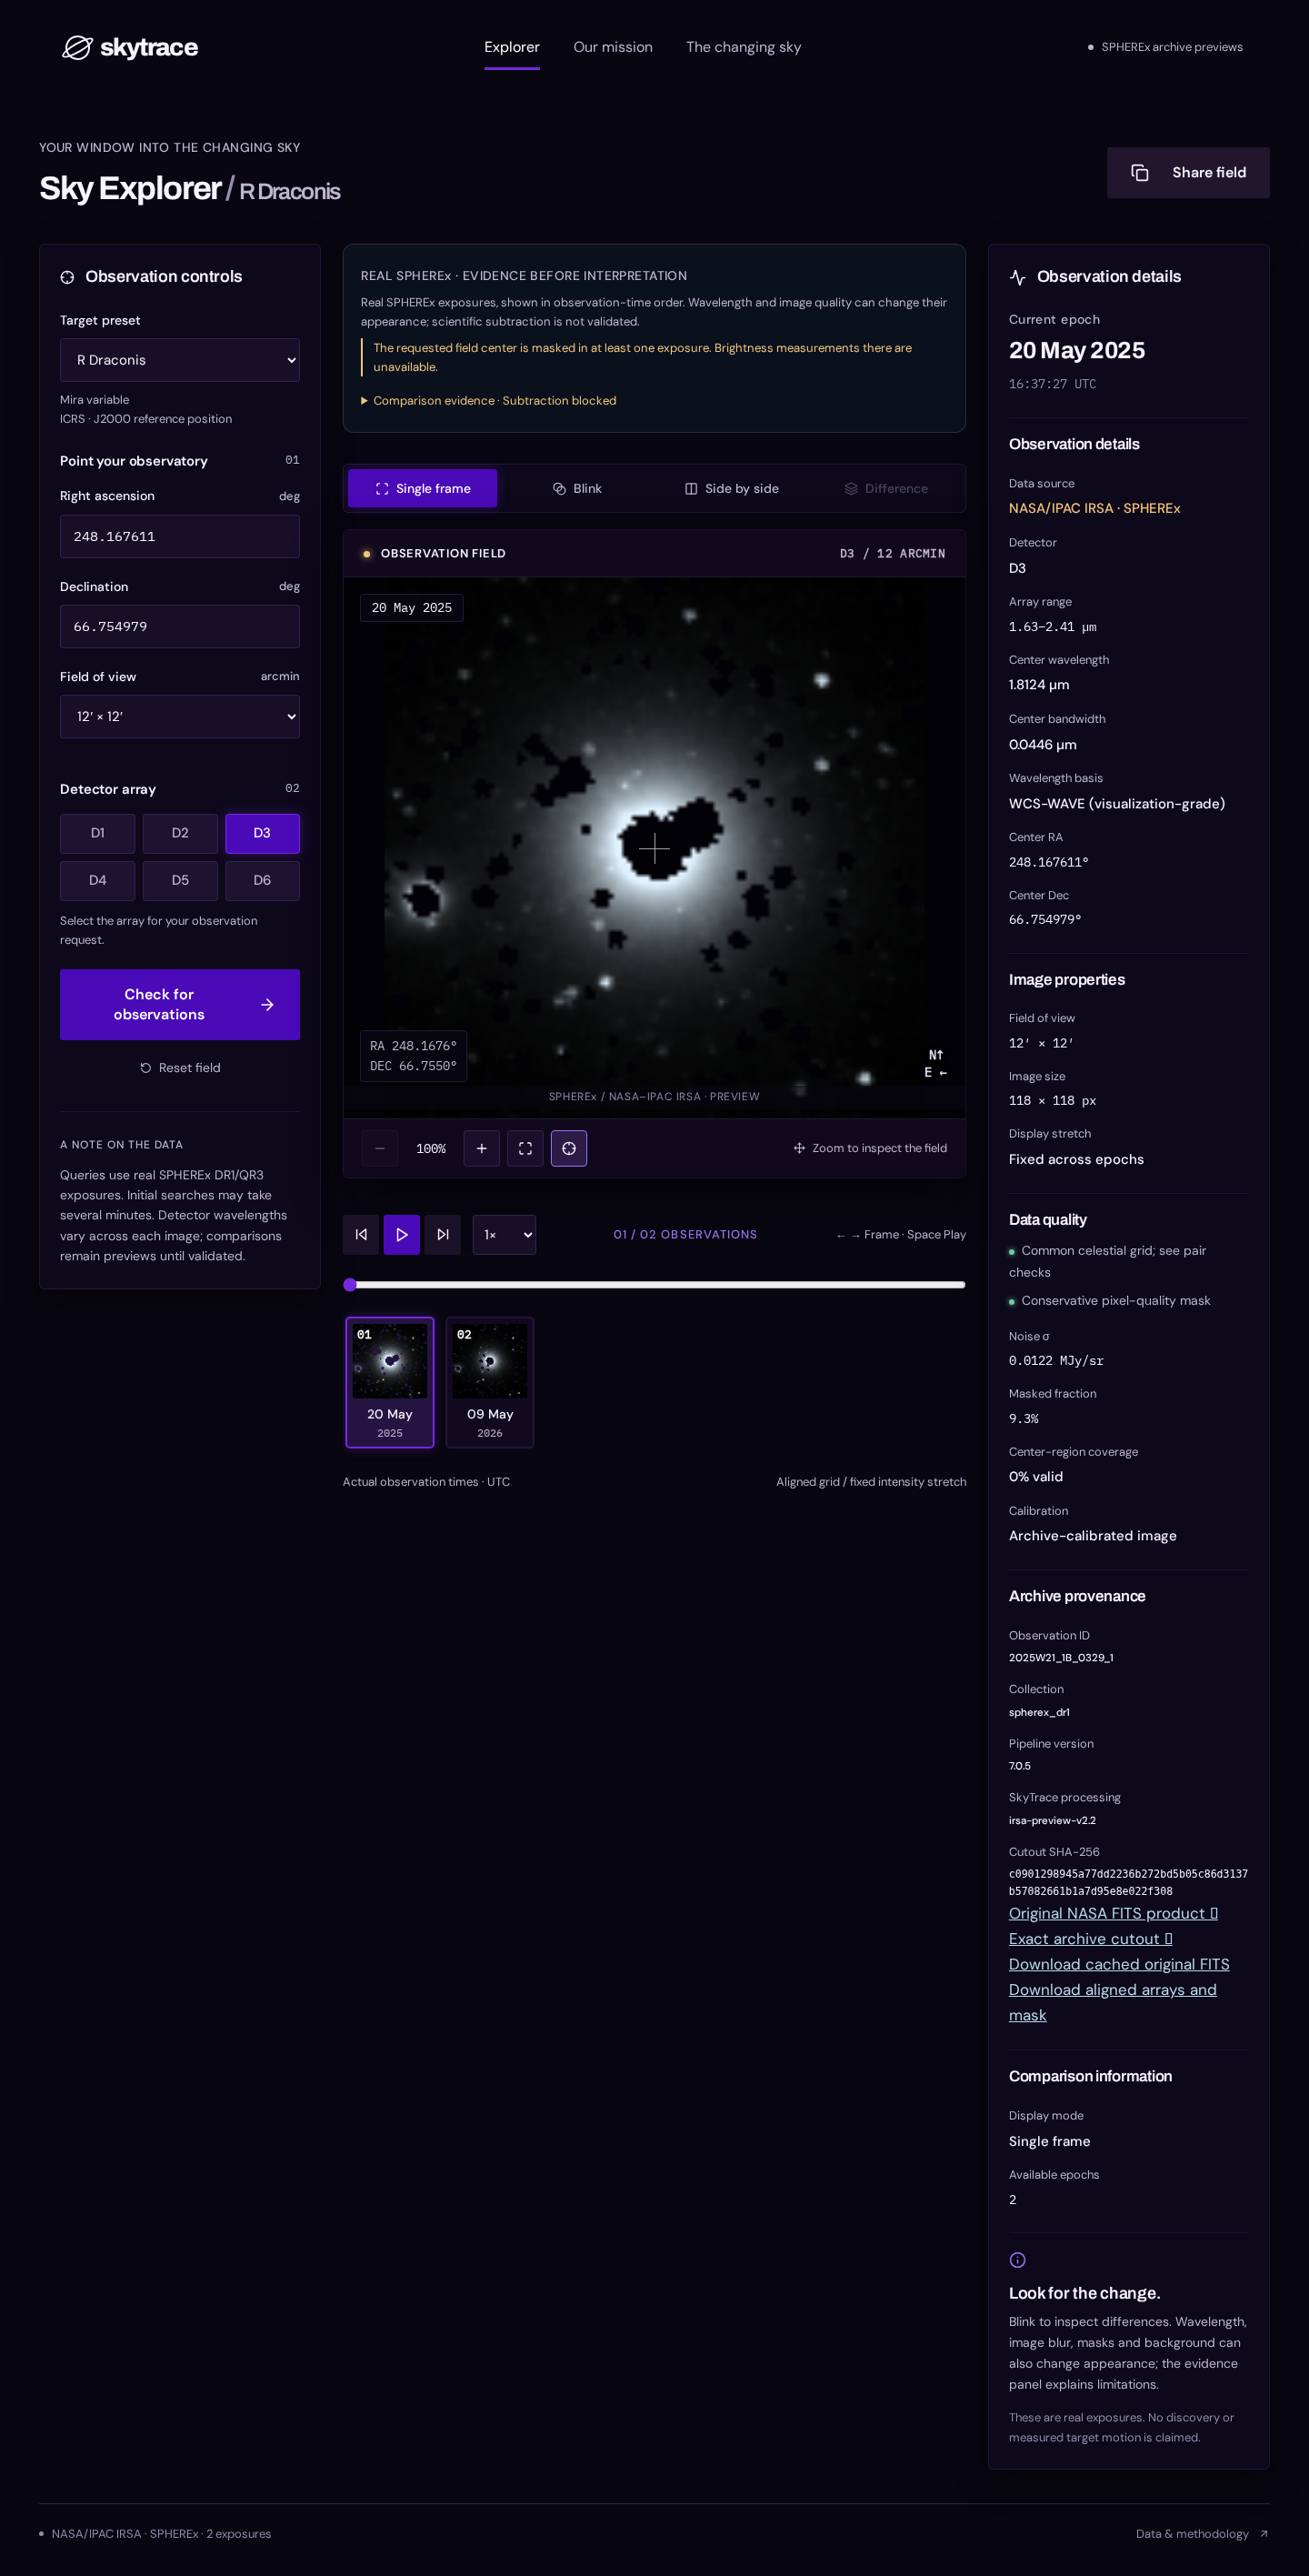 skytrace
Explorer
Our mission
The changing sky
SPHEREx archive previews
YOUR WINDOW INTO THE CHANGING SKY
Sky Explorer / R Draconis
Share field
Observation controls
Target preset
R Draconis
Mira variable
ICRS · J2000 reference position
Point your observatory 01
Right ascension deg
248.167611
Declination deg
66.754979
Field of view arcmin
12′ × 12′
Detector array 02
D1 D2 D3
D4 D5 D6
Select the array for your observation
request.
Check for
observations
Reset field
A NOTE ON THE DATA
Queries use real SPHEREx DR1/QR3
exposures. Initial searches may take
several minutes. Detector wavelengths
vary across each image; comparisons
remain previews until validated.
REAL SPHEREx · EVIDENCE BEFORE INTERPRETATION
Real SPHEREx exposures, shown in observation-time order. Wavelength and image quality can change their
appearance; scientific subtraction is not validated.
The requested field center is masked in at least one exposure. Brightness measurements there are
unavailable.
▶ Comparison evidence · Subtraction blocked
Single frame
Blink
Side by side
Difference
OBSERVATION FIELD
D3 / 12 ARCMIN
20 May 2025
RA 248.1676°
DEC 66.7550°
N↑
E ←
SPHEREx / NASA–IPAC IRSA · PREVIEW
− 100% +
Zoom to inspect the field
1×
01 / 02 OBSERVATIONS
← → Frame · Space Play
01
20 May
2025
02
09 May
2026
Actual observation times · UTC
Aligned grid / fixed intensity stretch
Observation details
Current epoch
20 May 2025
16:37:27 UTC
Observation details
Data source
NASA/IPAC IRSA · SPHEREx
Detector
D3
Array range
1.63–2.41 µm
Center wavelength
1.8124 µm
Center bandwidth
0.0446 µm
Wavelength basis
WCS-WAVE (visualization-grade)
Center RA
248.167611°
Center Dec
66.754979°
Image properties
Field of view
12′ × 12′
Image size
118 × 118 px
Display stretch
Fixed across epochs
Data quality
Common celestial grid; see pair
checks
Conservative pixel-quality mask
Noise σ
0.0122 MJy/sr
Masked fraction
9.3%
Center-region coverage
0% valid
Calibration
Archive-calibrated image
Archive provenance
Observation ID
2025W21_1B_0329_1
Collection
spherex_dr1
Pipeline version
7.0.5
SkyTrace processing
irsa-preview-v2.2
Cutout SHA-256
c0901298945a77dd2236b272bd5b05c86d3137
b57082661b1a7d95e8e022f308
Original NASA FITS product
Exact archive cutout
Download cached original FITS
Download aligned arrays and
mask
Comparison information
Display mode
Single frame
Available epochs
2
Look for the change.
Blink to inspect differences. Wavelength,
image blur, masks and background can
also change appearance; the evidence
panel explains limitations.
These are real exposures. No discovery or
measured target motion is claimed.
NASA/IPAC IRSA · SPHEREx · 2 exposures
Data & methodology ↗